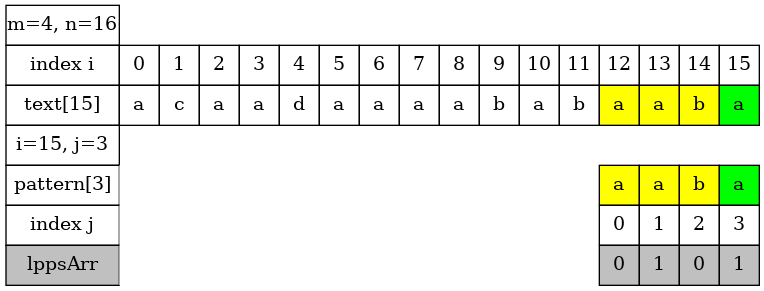 m=4, n=16
index i 0 1 2 3 4 5 6 7 8 9 10 11 12 13 14 15
text[15] a c a a d a a a a b a b a a b a
i=15, j=3
pattern[3] a a b a
index j 0 1 2 3
lppsArr 0 1 0 1